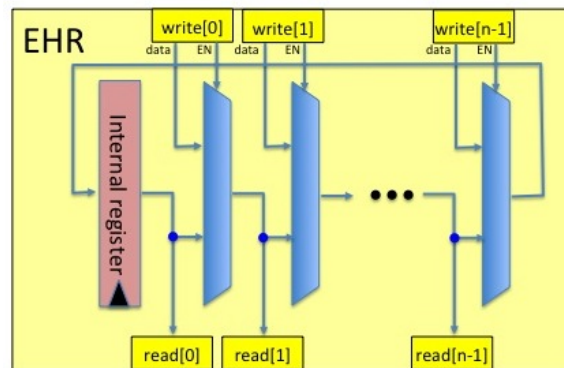 EHR
write[0]
write[1]
write[n-1]
data
EN
data
EN
data
EN
Internal register
read[0]
read[1]
read[n-1]